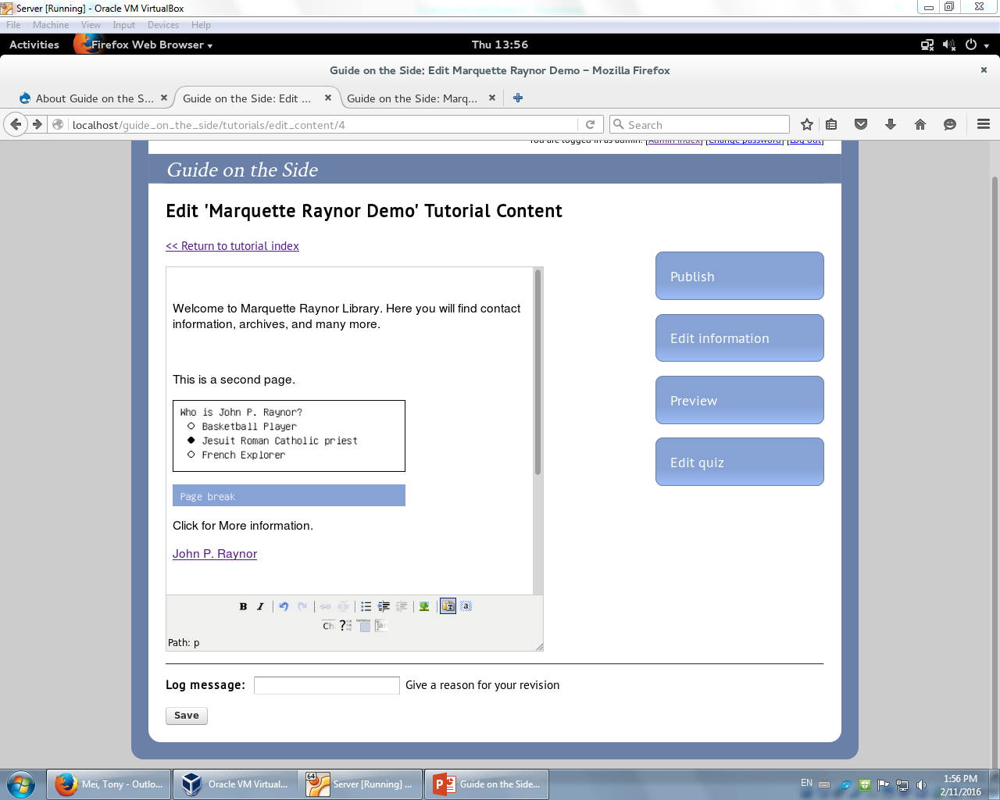 Server [Running] - Oracle VM VirtualBox
File Machine View Input Devices Help
Activities Firefox Web Browser Thu 13:56
Guide on the Side: Edit Marquette Raynor Demo – Mozilla Firefox
About Guide on the S... Guide on the Side: Edit ... Guide on the Side: Marq...
localhost/guide_on_the_side/tutorials/edit_content/4 Search
You are logged in as admin. [Admin index] [Change password] [Log out]
Guide on the Side
Edit 'Marquette Raynor Demo' Tutorial Content
<< Return to tutorial index
Publish
Edit information
Preview
Edit quiz
Welcome to Marquette Raynor Library. Here you will find contact
information, archives, and many more.
This is a second page.
Who is John P. Raynor?
Basketball Player
Jesuit Roman Catholic priest
French Explorer
Page break
Click for More information.
John P. Raynor
B I
Ch
Path: p
Log message: Give a reason for your revision
Save
Mei, Tony - Outlo... Oracle VM Virtual... 64 Server [Running] ... Guide on the Side... EN 1:56 PM
2/11/2016